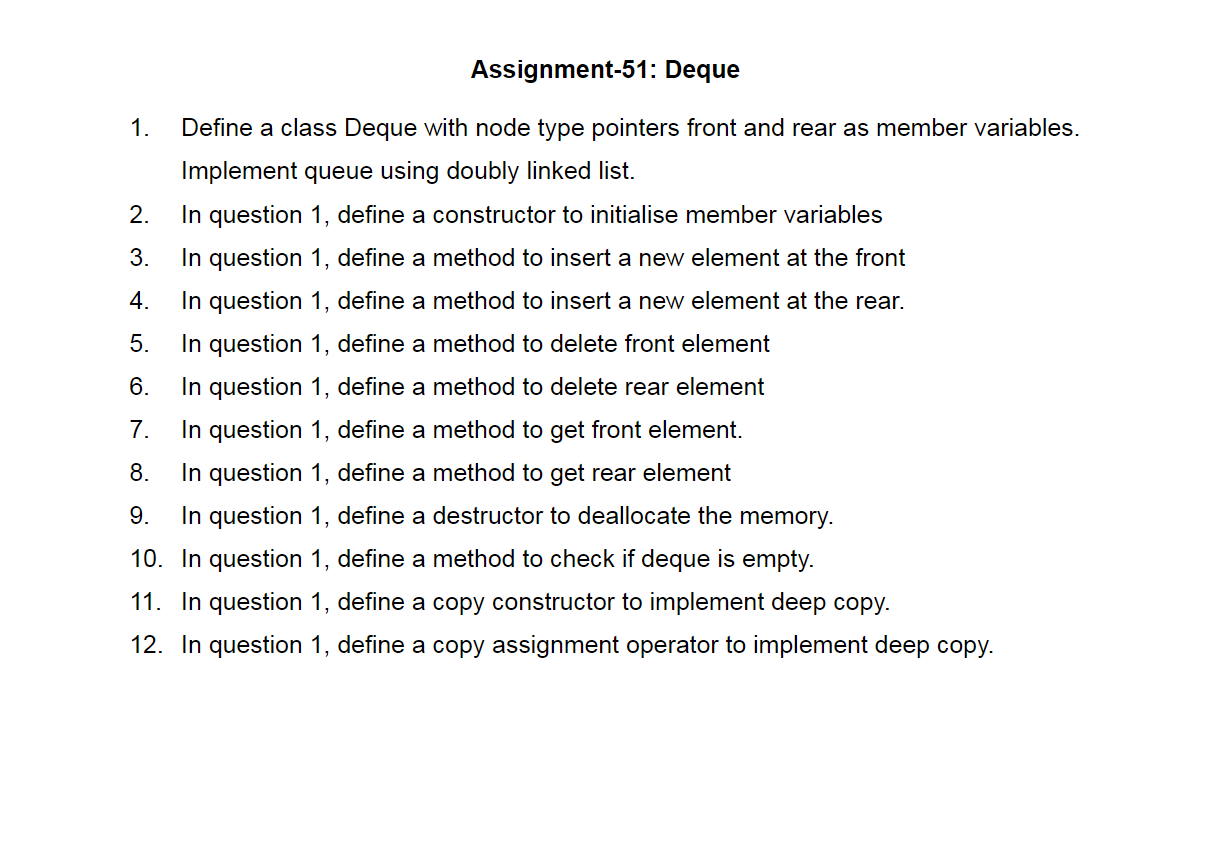 Assignment-51: Deque
1. Define a class Deque with node type pointers front and rear as member variables.
Implement queue using doubly linked list.
2. In question 1, define a constructor to initialise member variables
3. In question 1, define a method to insert a new element at the front
4. In question 1, define a method to insert a new element at the rear.
5. In question 1, define a method to delete front element
6. In question 1, define a method to delete rear element
7. In question 1, define a method to get front element.
8. In question 1, define a method to get rear element
9. In question 1, define a destructor to deallocate the memory.
10. In question 1, define a method to check if deque is empty.
11. In question 1, define a copy constructor to implement deep copy.
12. In question 1, define a copy assignment operator to implement deep copy.